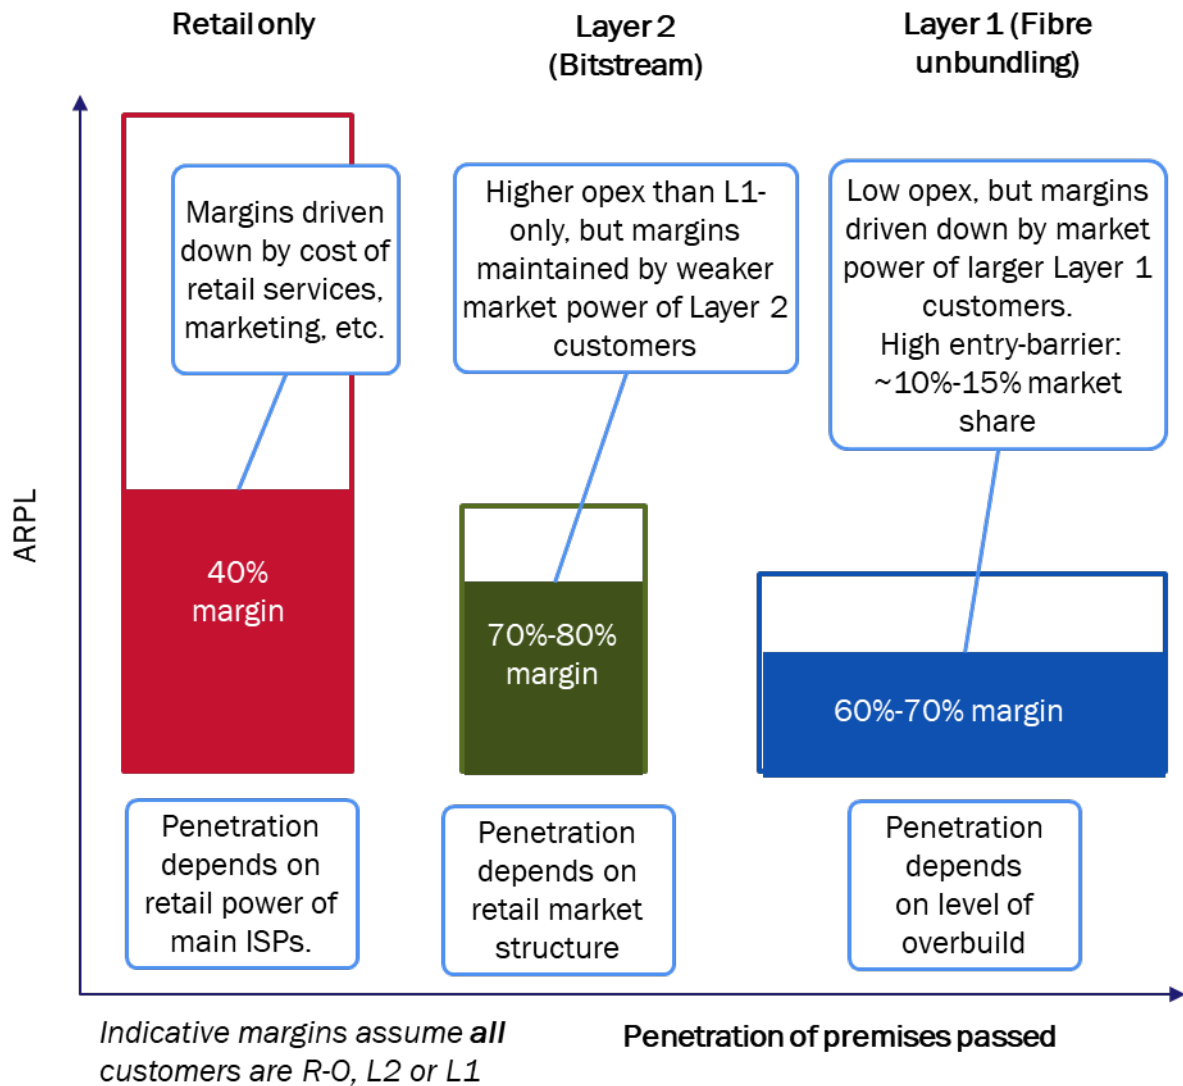 Retail only
Layer 2
(Bitstream)
Layer 1 (Fibre
unbundling)
Margins driven
down by cost of
retail services,
marketing, etc.
Higher opex than L1-
only, but margins
maintained by weaker
market power of Layer 2
customers
Low opex, but margins
driven down by market
power of larger Layer 1
customers.
High entry-barrier:
~10%-15% market
share
ARPL
40%
margin
70%-80%
margin
60%-70% margin
Penetration
depends on
retail power of
main ISPs.
Penetration
depends on
retail market
structure
Penetration
depends
on level of
overbuild
Indicative margins assume all
customers are R-O, L2 or L1
Penetration of premises passed